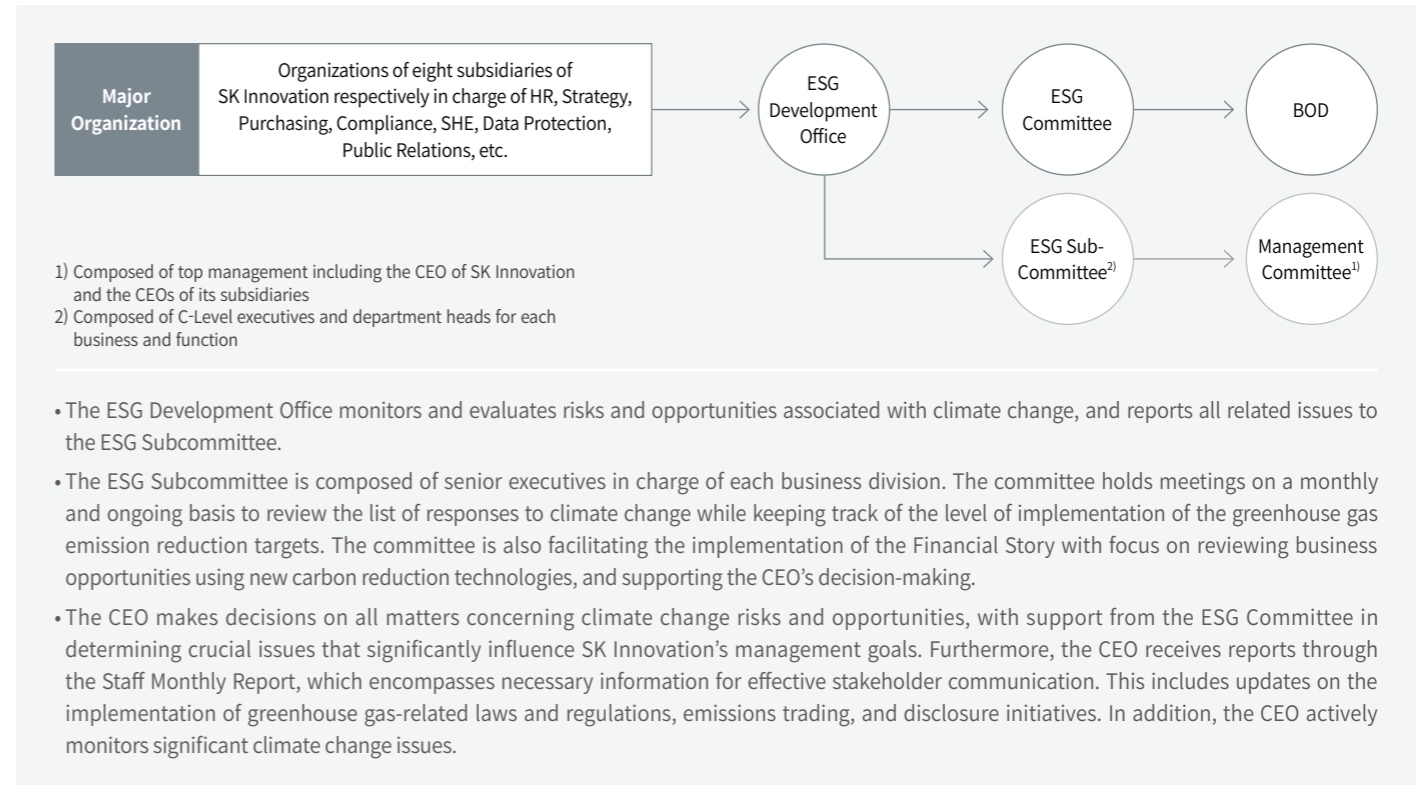 Major
Organization
Organizations of eight subsidiaries of
SK Innovation respectively in charge of HR, Strategy,
Purchasing, Compliance, SHE, Data Protection,
Public Relations, etc.
ESG
Development
Office
ESG
Committee
BOD
ESG Sub-
Committee2)
Management
Committee1)
1) Composed of top management including the CEO of SK Innovation
and the CEOs of its subsidiaries
2) Composed of C-Level executives and department heads for each
business and function
• The ESG Development Office monitors and evaluates risks and opportunities associated with climate change, and reports all related issues to
the ESG Subcommittee.
• The ESG Subcommittee is composed of senior executives in charge of each business division. The committee holds meetings on a monthly
and ongoing basis to review the list of responses to climate change while keeping track of the level of implementation of the greenhouse gas
emission reduction targets. The committee is also facilitating the implementation of the Financial Story with focus on reviewing business
opportunities using new carbon reduction technologies, and supporting the CEO’s decision-making.
• The CEO makes decisions on all matters concerning climate change risks and opportunities, with support from the ESG Committee in
determining crucial issues that significantly influence SK Innovation’s management goals. Furthermore, the CEO receives reports through
the Staff Monthly Report, which encompasses necessary information for effective stakeholder communication. This includes updates on the
implementation of greenhouse gas-related laws and regulations, emissions trading, and disclosure initiatives. In addition, the CEO actively
monitors significant climate change issues.